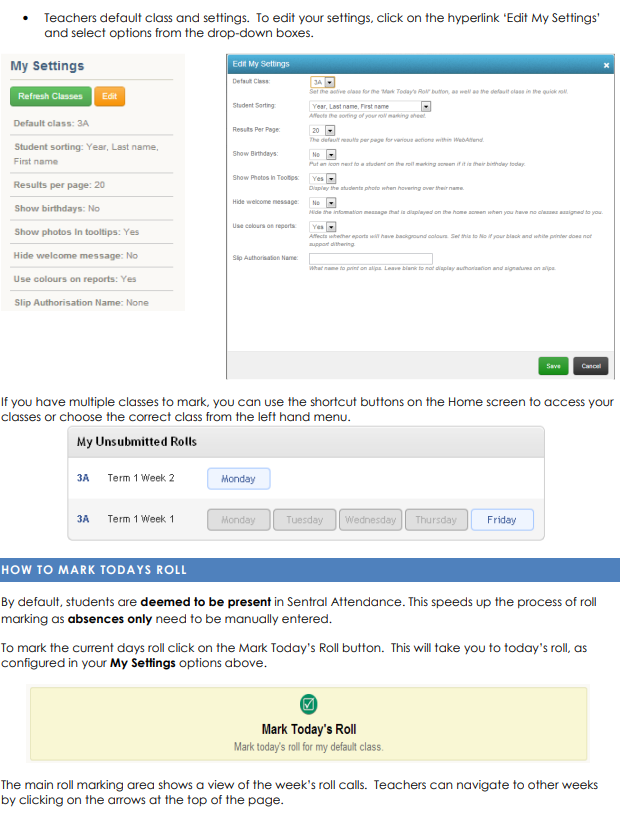 • Teachers default class and settings. To edit your settings, click on the hyperlink ‘Edit My Settings’
and select options from the drop-down boxes.
My Settings
Refresh Classes Edit
Default class: 3A
Student sorting: Year, Last name,
First name
Results per page: 20
Show birthdays: No
Show photos In tooltips: Yes
Hide welcome message: No
Use colours on reports: Yes
Slip Authorisation Name: None
Edit My Settings x
Default Class: 3A
Set the active class for the 'Mark Today's Roll' button, as well as the default class in the quick roll.
Student Sorting: Year, Last name, First name
Affects the sorting of your roll marking sheet.
Results Per Page: 20
The default results per page for various actions within WebAttend.
Show Birthdays: No
Put an icon next to a student on the roll marking screen if it is their birthday today.
Show Photos in Tooltips: Yes
Display the students photo when hovering over their name.
Hide welcome message: No
Hide the infomation message that is displayed on the home screen when you have no classes assigned to you.
Use colours on reports: Yes
Affects whether eports will have background colours. Set this to No if your black and white printer does not
support dithering.
Slip Authorisation Name:
What name to print on slips. Leave blank to not display authorisation and signatures on slips.
Save Cancel
If you have multiple classes to mark, you can use the shortcut buttons on the Home screen to access your
classes or choose the correct class from the left hand menu.
My Unsubmitted Rolls
3A Term 1 Week 2 Monday
3A Term 1 Week 1 Monday Tuesday Wednesday Thursday Friday
HOW TO MARK TODAYS ROLL
By default, students are deemed to be present in Sentral Attendance. This speeds up the process of roll
marking as absences only need to be manually entered.
To mark the current days roll click on the Mark Today’s Roll button. This will take you to today’s roll, as
configured in your My Settings options above.
Mark Today's Roll
Mark today's roll for my default class.
The main roll marking area shows a view of the week’s roll calls. Teachers can navigate to other weeks
by clicking on the arrows at the top of the page.